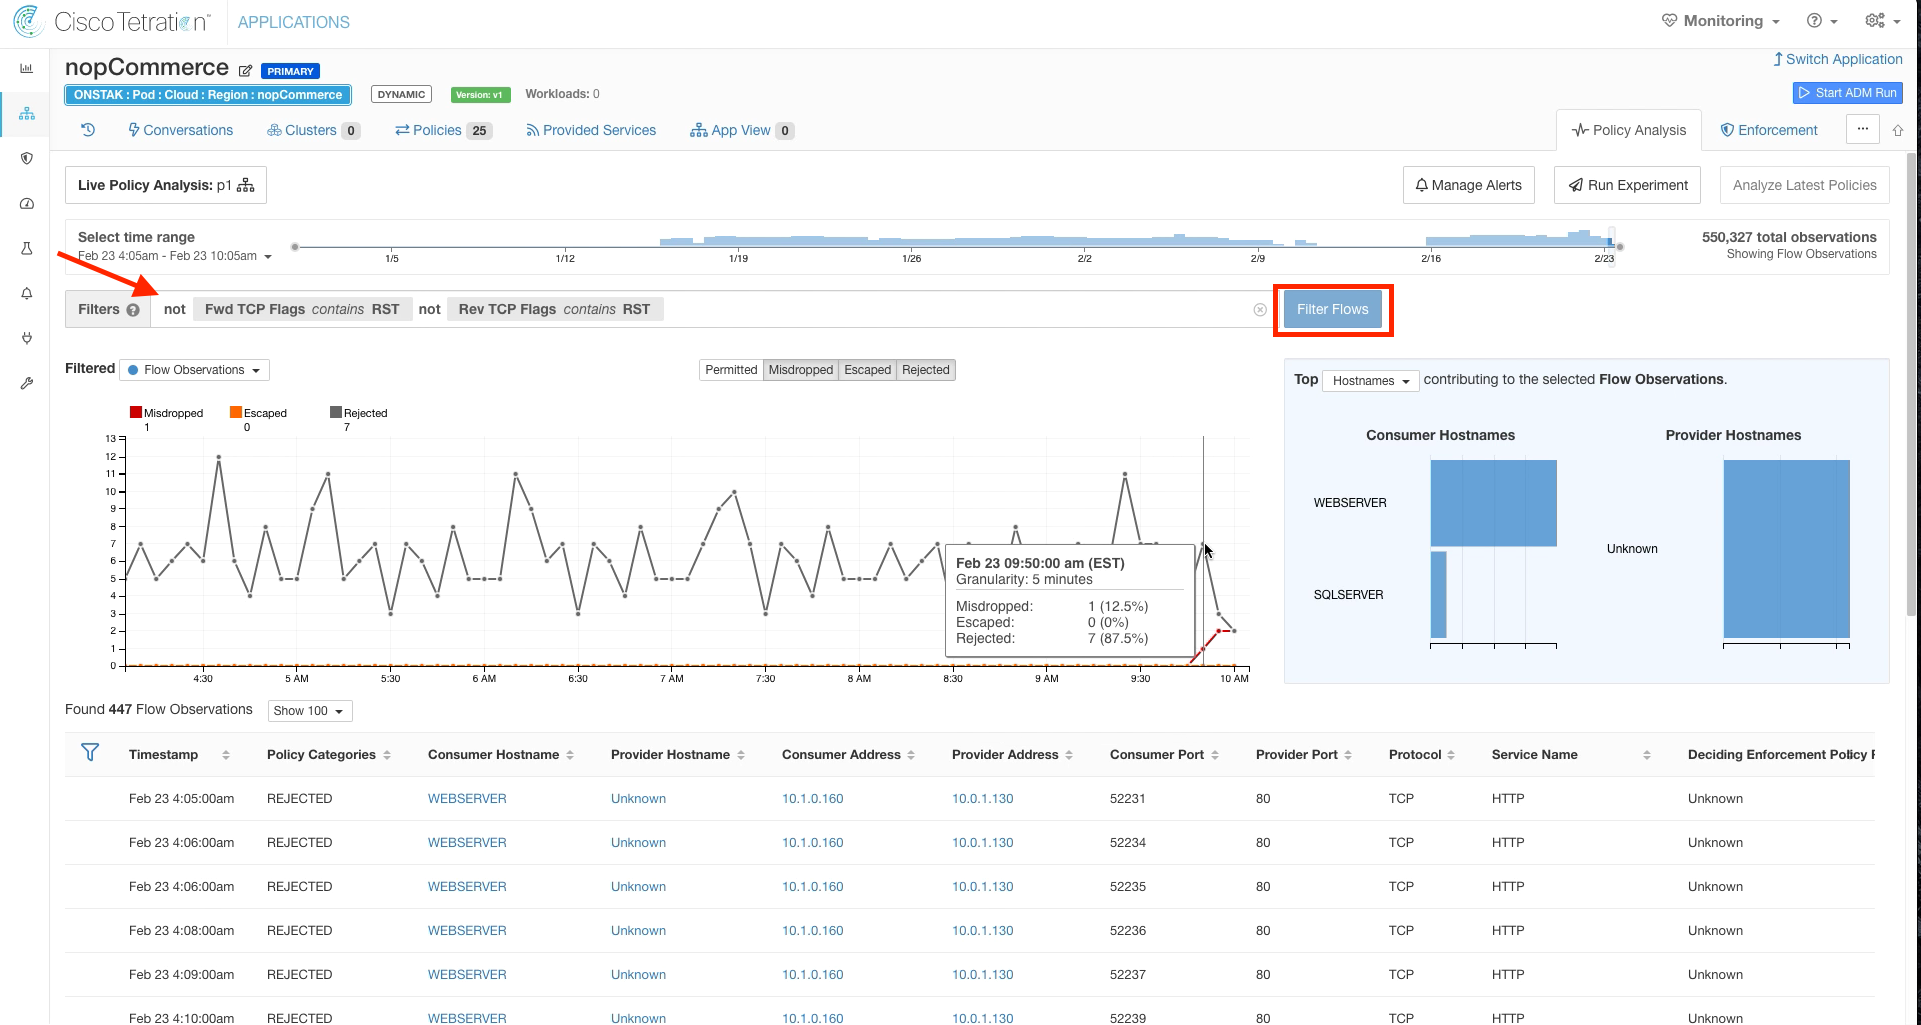 Cisco Tetration™ APPLICATIONS
Monitoring
nopCommerce PRIMARY
Switch Application
ONSTAK : Pod : Cloud : Region : nopCommerce DYNAMIC Version: v1 Workloads: 0
Start ADM Run
Conversations Clusters 0 Policies 25 Provided Services App View 0 Policy Analysis Enforcement ...
Live Policy Analysis: p1 Manage Alerts Run Experiment Analyze Latest Policies
Select time range
Feb 23 4:05am - Feb 23 10:05am
1/5 1/12 1/19 1/26 2/2 2/9 2/16 2/23
550,327 total observations
Showing Flow Observations
Filters ? not Fwd TCP Flags contains RST not Rev TCP Flags contains RST Filter Flows
Filtered Flow Observations Permitted Misdropped Escaped Rejected
Misdropped Escaped Rejected
1 0 7
13
12
11
10
9
8
7
6
5
4
3
2
1
0
4:30 5 AM 5:30 6 AM 6:30 7 AM 7:30 8 AM 8:30 9 AM 9:30 10 AM
Feb 23 09:50:00 am (EST)
Granularity: 5 minutes
Misdropped: 1 (12.5%)
Escaped: 0 (0%)
Rejected: 7 (87.5%)
Top Hostnames contributing to the selected Flow Observations.
Consumer Hostnames Provider Hostnames
WEBSERVER
Unknown
SQLSERVER
Found 447 Flow Observations Show 100
Timestamp Policy Categories Consumer Hostname Provider Hostname Consumer Address Provider Address Consumer Port Provider Port Protocol Service Name Deciding Enforcement Policy
Feb 23 4:05:00am REJECTED WEBSERVER Unknown 10.1.0.160 10.0.1.130 52231 80 TCP HTTP Unknown
Feb 23 4:06:00am REJECTED WEBSERVER Unknown 10.1.0.160 10.0.1.130 52234 80 TCP HTTP Unknown
Feb 23 4:06:00am REJECTED WEBSERVER Unknown 10.1.0.160 10.0.1.130 52235 80 TCP HTTP Unknown
Feb 23 4:08:00am REJECTED WEBSERVER Unknown 10.1.0.160 10.0.1.130 52236 80 TCP HTTP Unknown
Feb 23 4:09:00am REJECTED WEBSERVER Unknown 10.1.0.160 10.0.1.130 52237 80 TCP HTTP Unknown
Feb 23 4:10:00am REJECTED WEBSERVER Unknown 10.1.0.160 10.0.1.130 52239 80 TCP HTTP Unknown